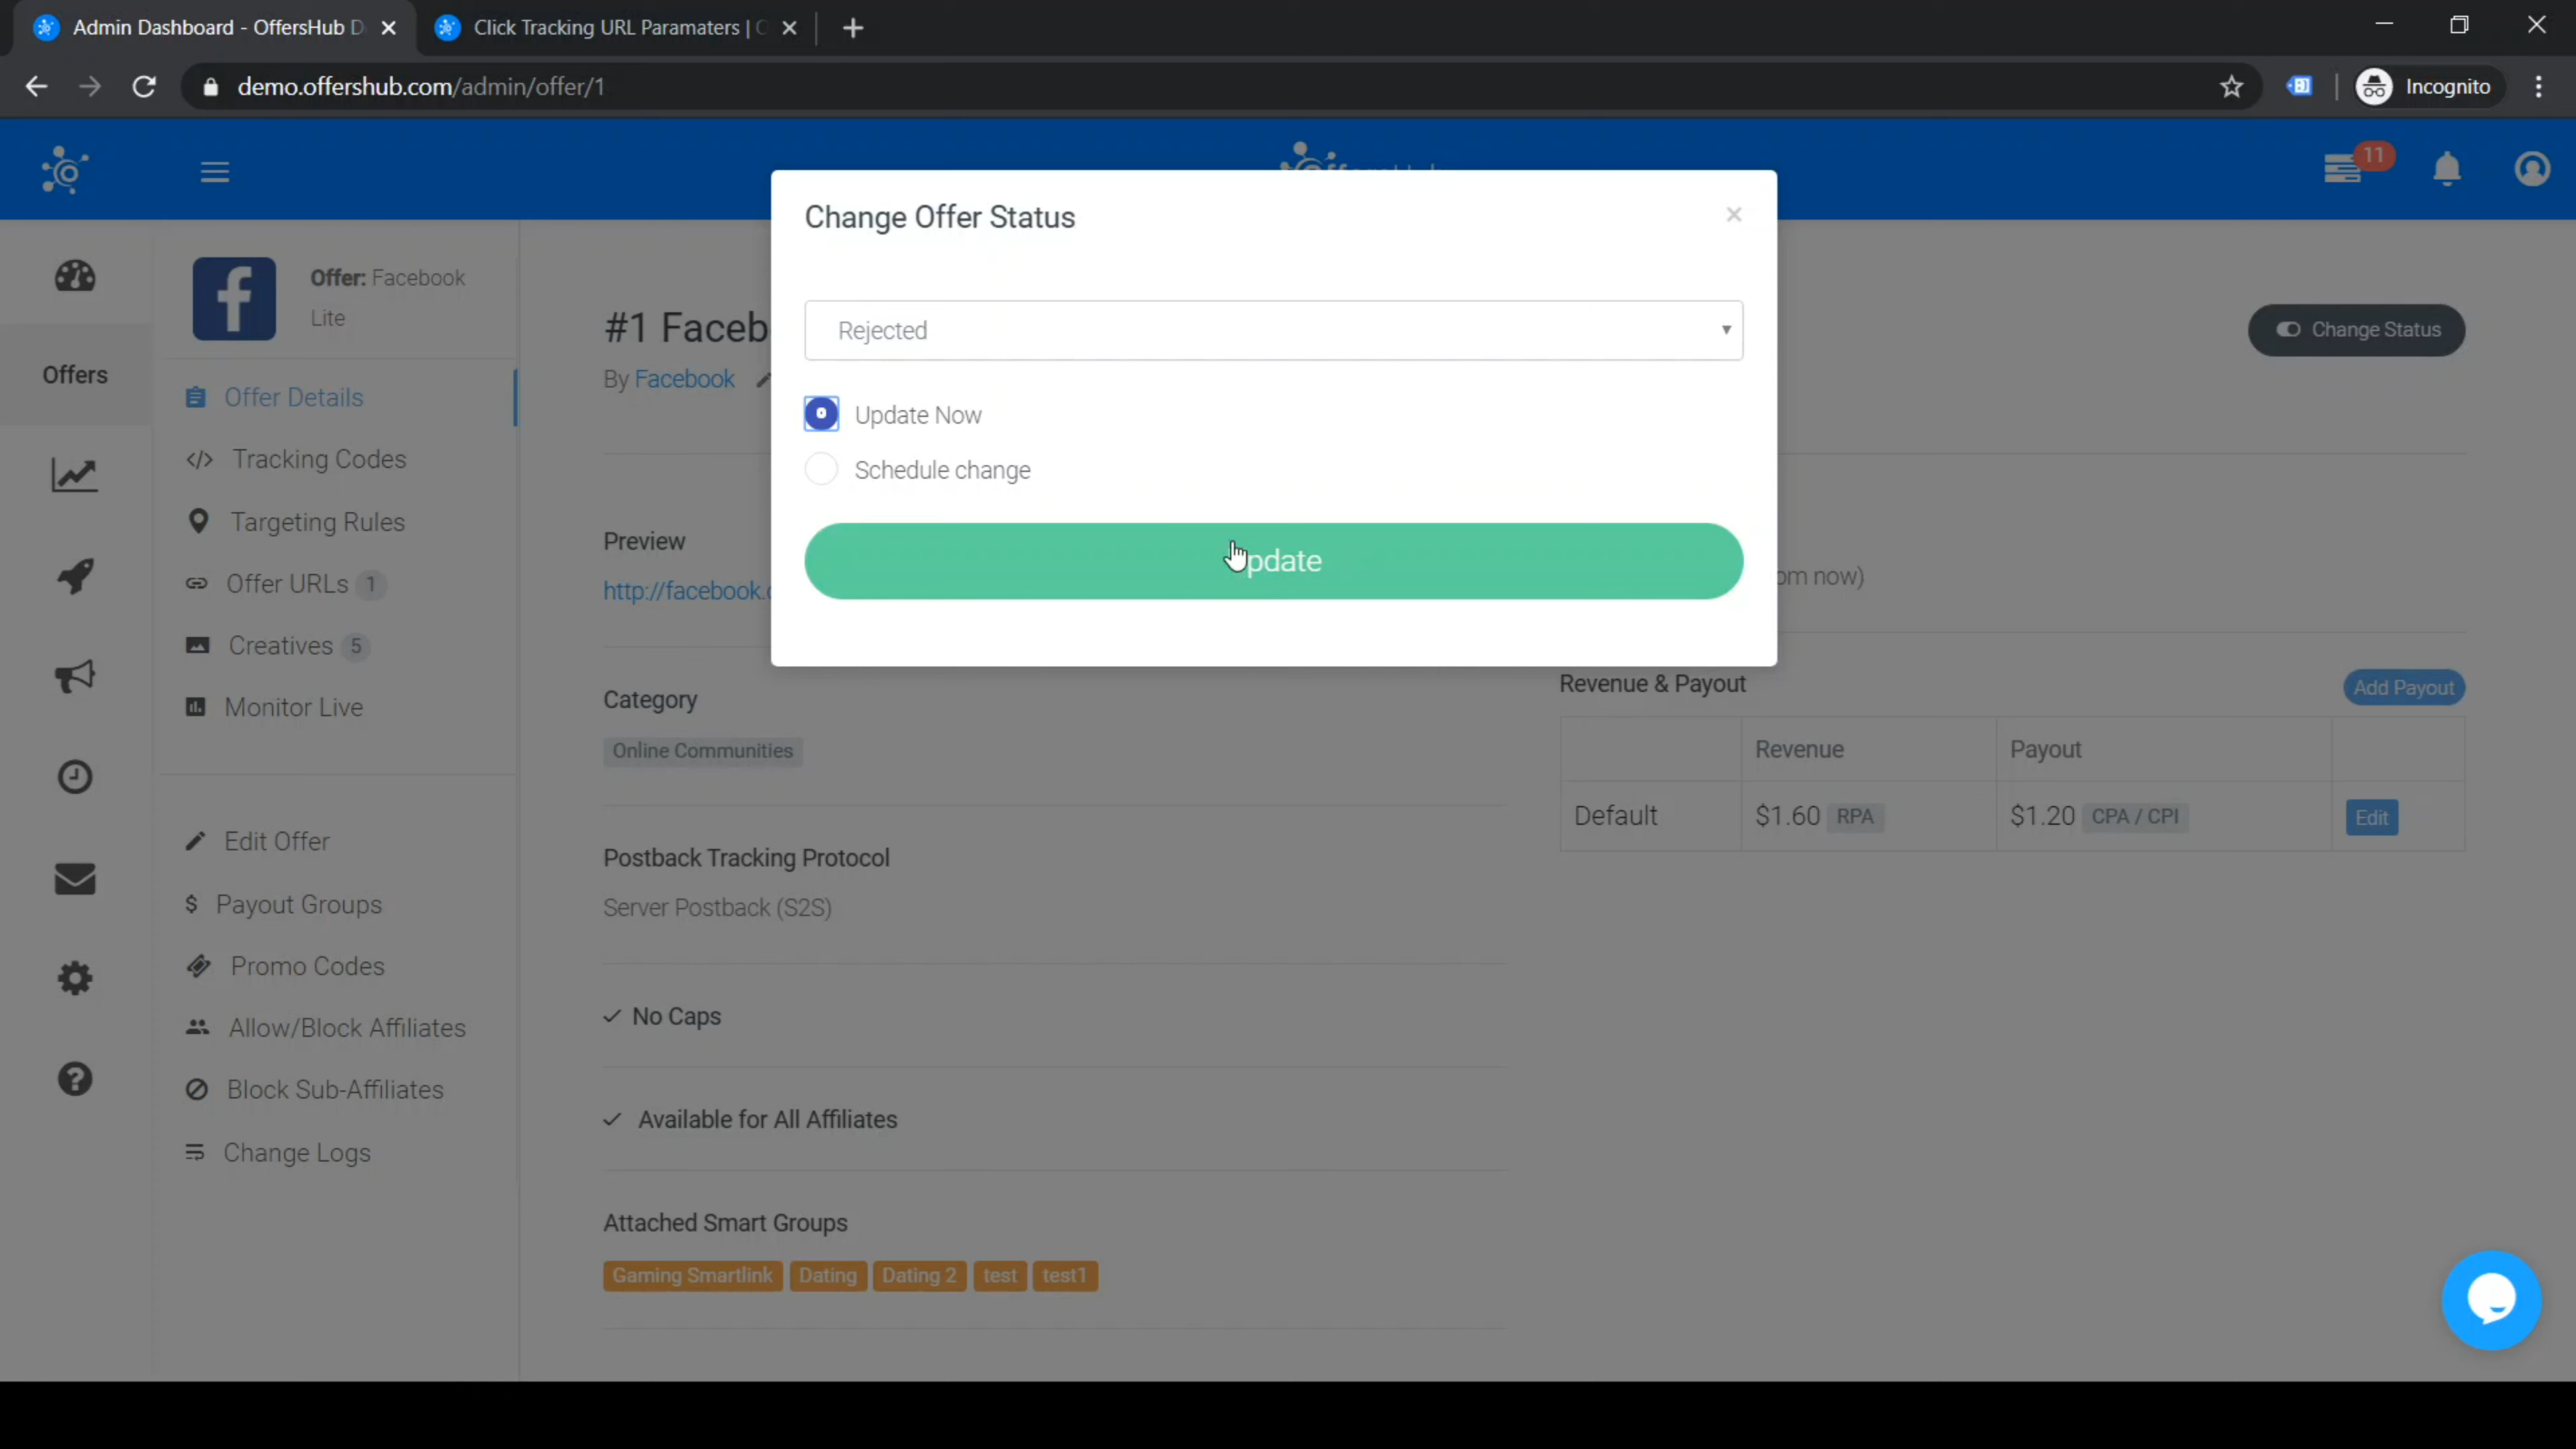 Admin Dashboard - OffersHub D
Click Tracking URL Paramaters |
demo.offershub.com/admin/offer/1
Incognito
11
Change Offer Status
Rejected
Update Now
Schedule change
pdate
Offer: Facebook
Lite
Offers
Offer Details
Tracking Codes
Targeting Rules
Offer URLs 1
Creatives 5
Monitor Live
Edit Offer
$ Payout Groups
Promo Codes
Allow/Block Affiliates
Block Sub-Affiliates
Change Logs
#1 Faceb
By Facebook
Change Status
Preview
http://facebook.c
om now)
Category
Online Communities
Postback Tracking Protocol
Server Postback (S2S)
No Caps
Available for All Affiliates
Attached Smart Groups
Gaming Smartlink Dating Dating 2 test test1
Revenue & Payout
Add Payout
Revenue Payout
Default $1.60 RPA $1.20 CPA / CPI Edit